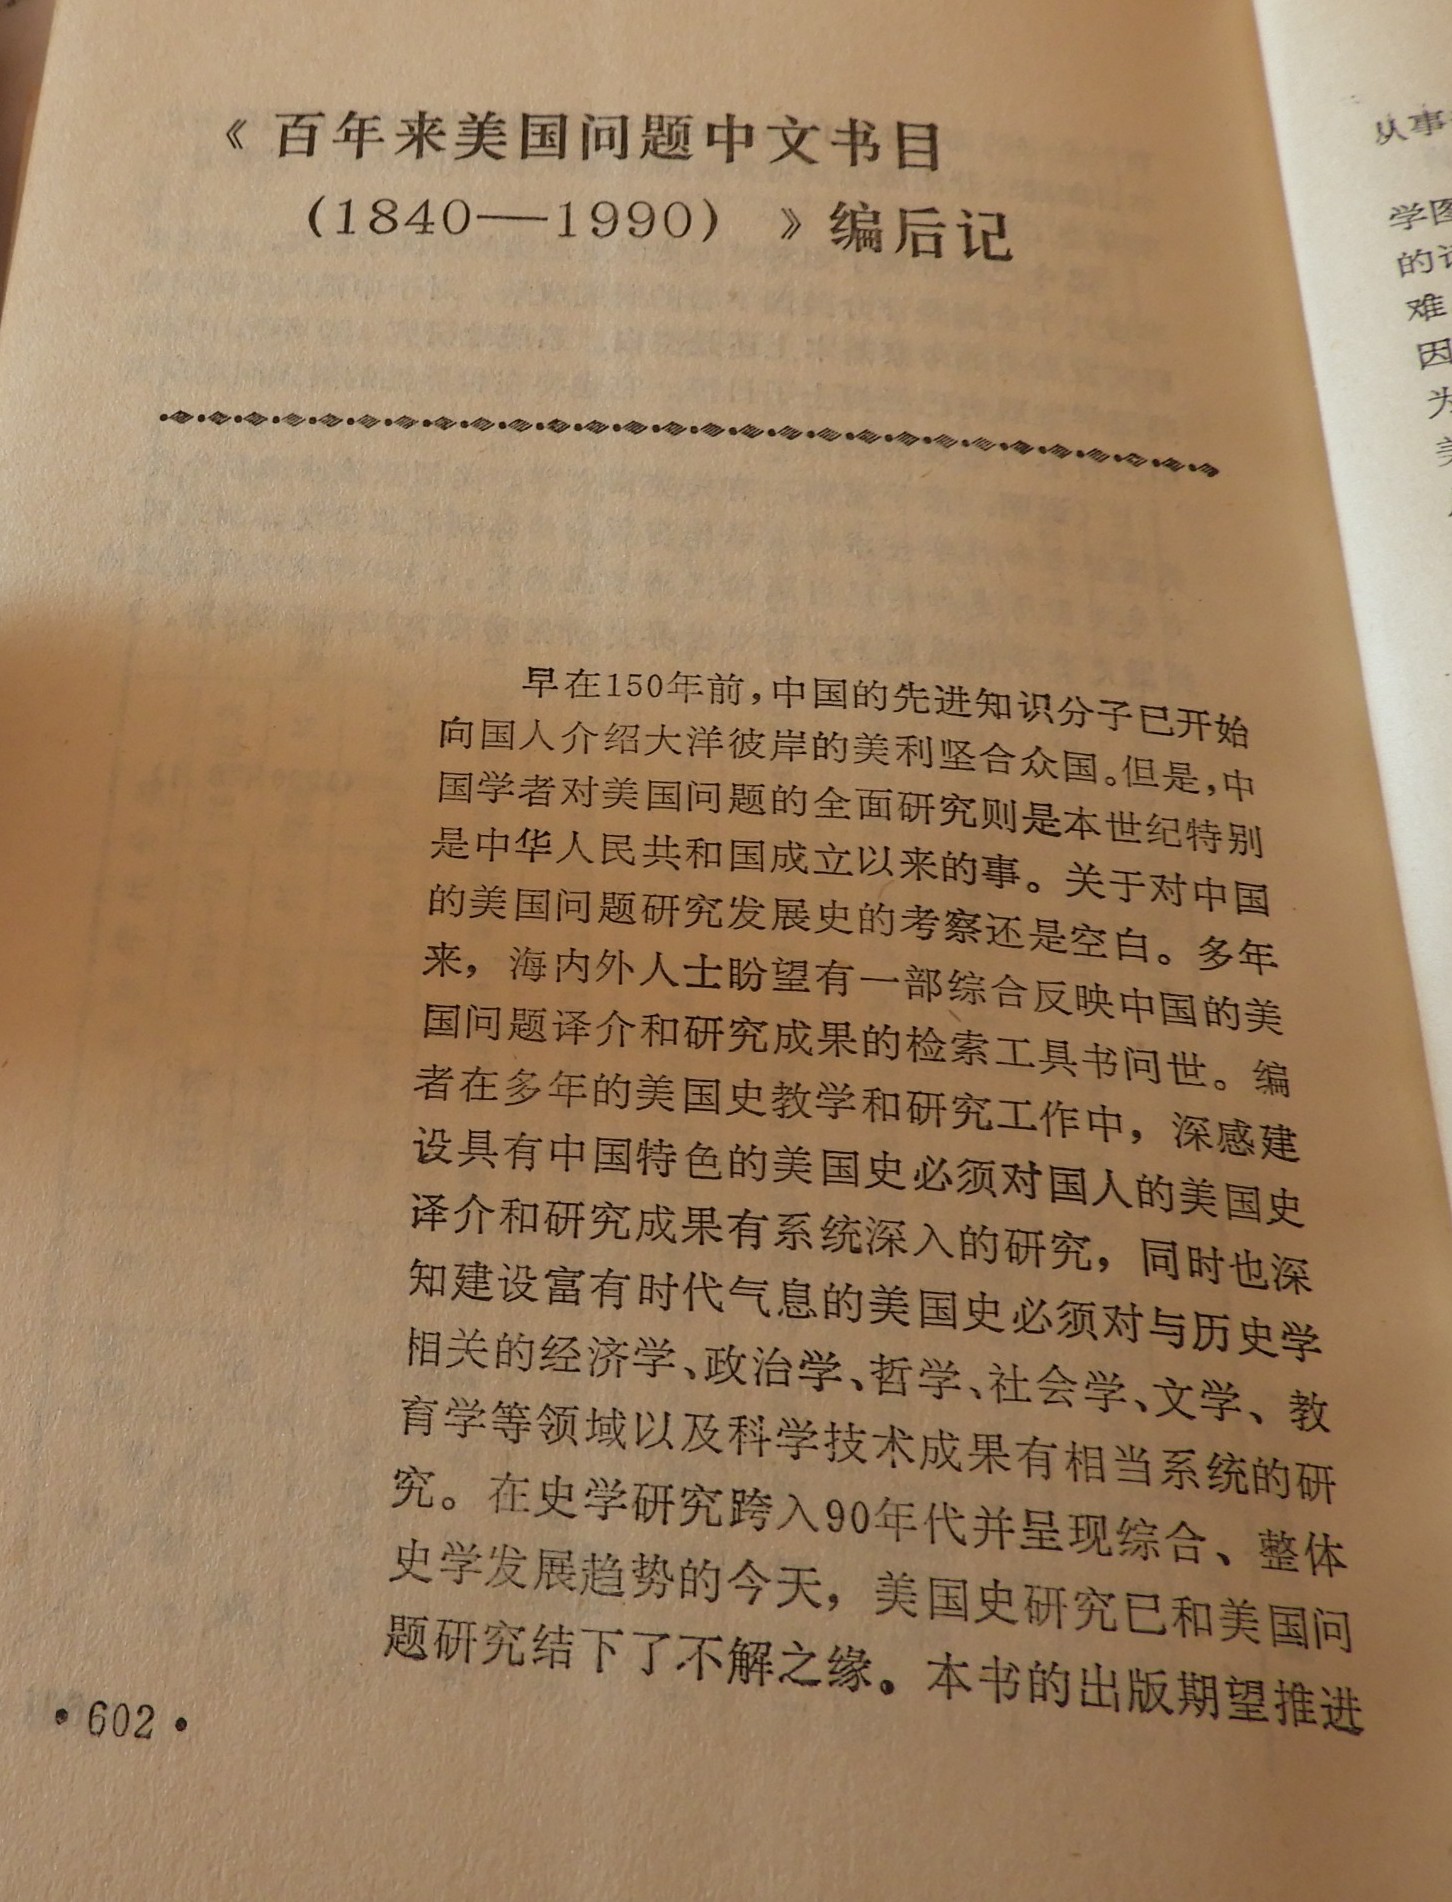 《百年来美国问题中文书目
(1840—1990)》编后记
早在150年前,中国的先进知识分子已开始
向国人介绍大洋彼岸的美利坚合众国。但是,中
国学者对美国问题的全面研究则是本世纪特别
是中华人民共和国成立以来的事。关于对中国
的美国问题研究发展史的考察还是空白。多年
来，海内外人士盼望有一部综合反映中国的美
国问题译介和研究成果的检索工具书问世。编
者在多年的美国史教学和研究工作中，深感建
设具有中国特色的美国史必须对国人的美国史
译介和研究成果有系统深入的研究，同时也深
知建设富有时代气息的美国史必须对与历史学
相关的经济学、政治学、哲学、社会学、文学、教
育学等领域以及科学技术成果有相当系统的研
究。在史学研究跨入90年代并呈现综合、整体
史学发展趋势的今天，美国史研究已和美国问
题研究结下了不解之缘。本书的出版期望推进
·602·
从事
学图
的
难
因
为
美